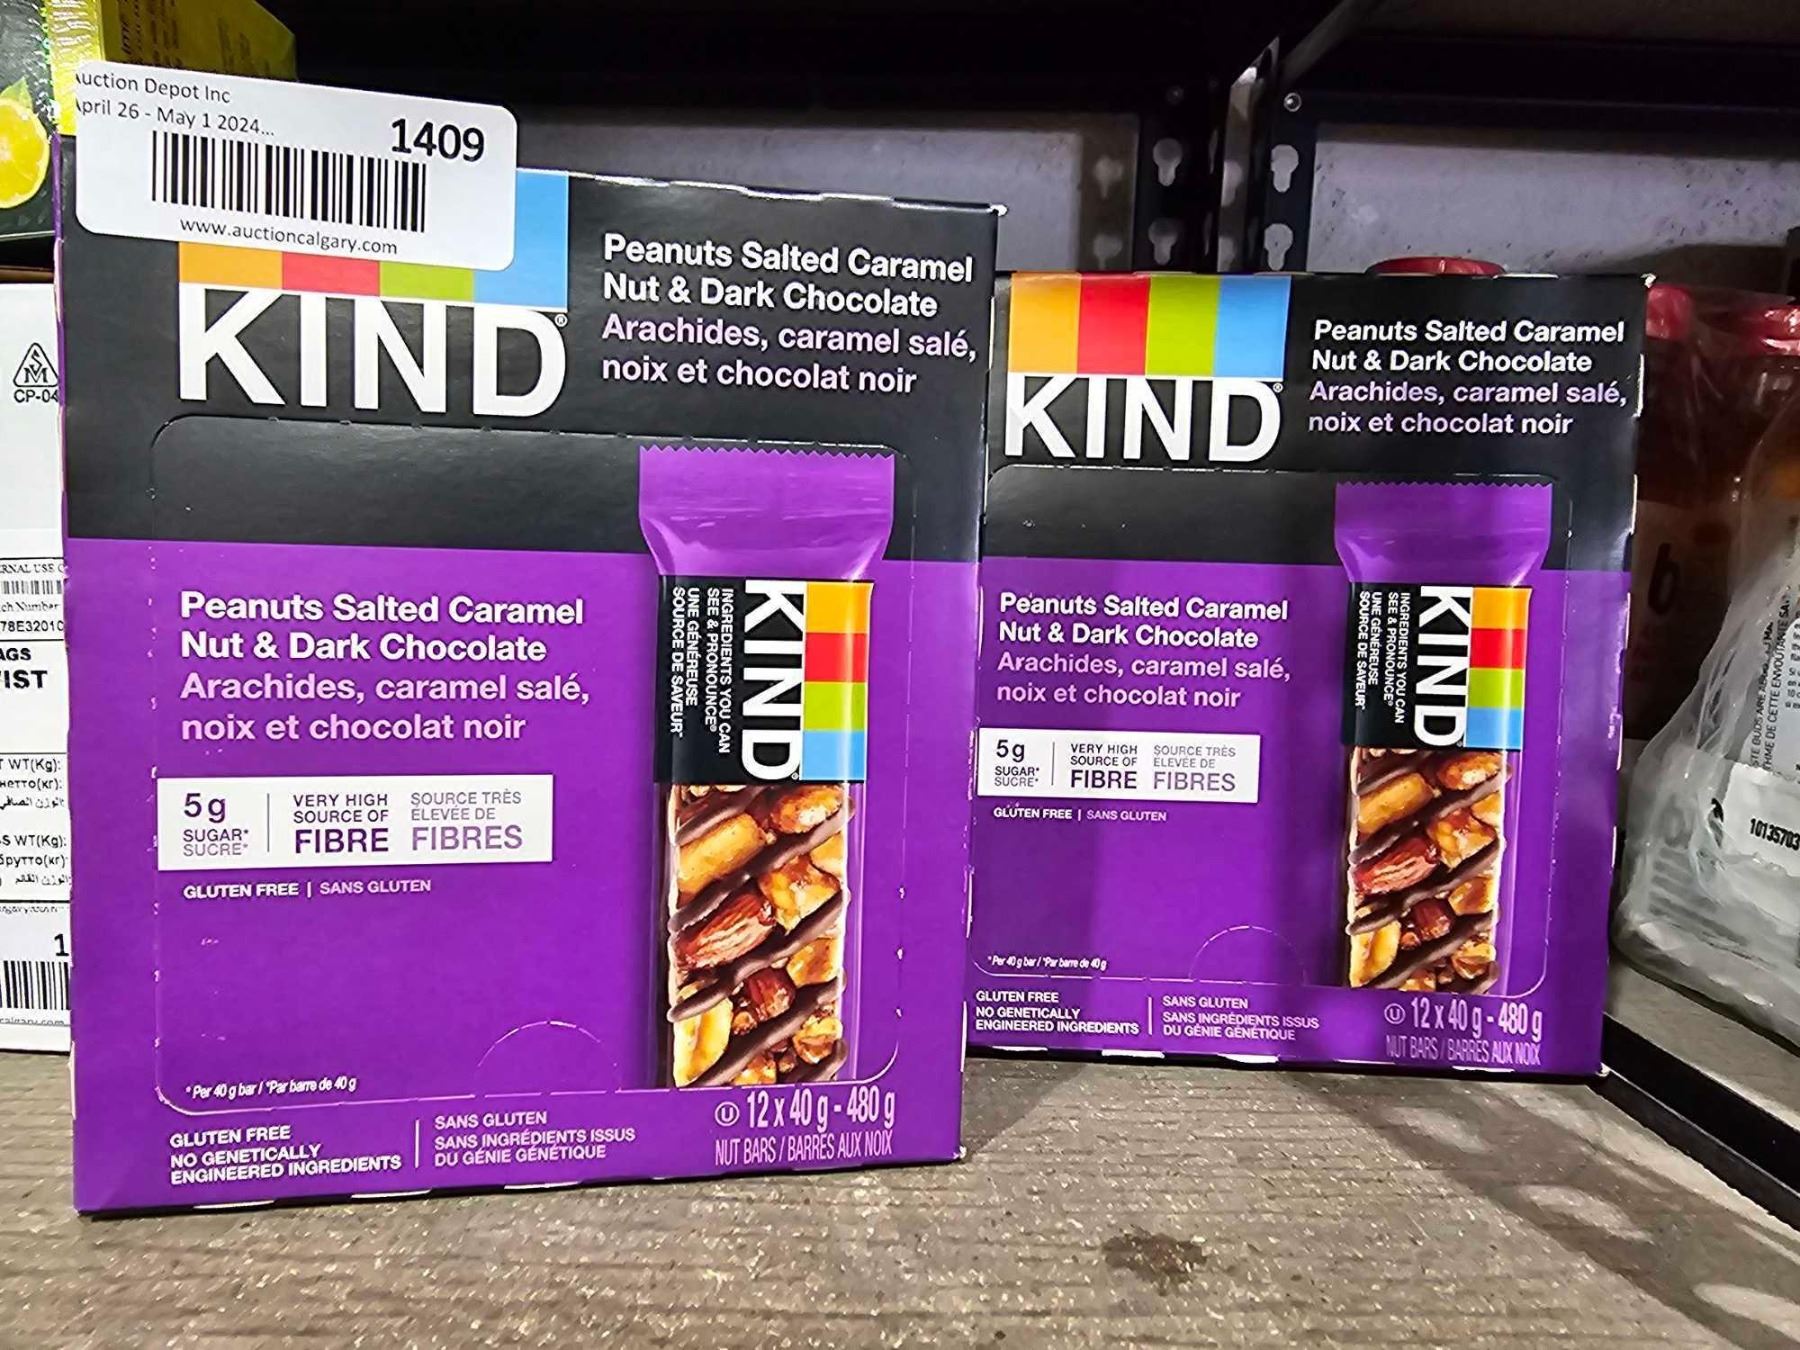 Auction Depot Inc
April 26 - May 1 2024...
1409
www.auctioncalgary.com
KIND®
Peanuts Salted Caramel
Nut & Dark Chocolate
Arachides, caramel salé,
noix et chocolat noir
Peanuts Salted Caramel
Nut & Dark Chocolate
Arachides, caramel salé,
noix et chocolat noir
5g
SUGAR*
SUCRE*
VERY HIGH
SOURCE OF
FIBRE
SOURCE TRÈS
ÉLEVÉE DE
FIBRES
GLUTEN FREE | SANS GLUTEN
KIND®
INGREDIENTS YOU CAN
SEE & PRONOUNCE®
UNE GÉNÉREUSE
SOURCE DE SAVEUR
*Per 40 g bar / *Par barre de 40 g
GLUTEN FREE
NO GENETICALLY
ENGINEERED INGREDIENTS
SANS GLUTEN
SANS INGRÉDIENTS ISSUS
DU GÉNIE GÉNÉTIQUE
U 12 x 40 g - 480 g
NUT BARS / BARRES AUX NOIX
KIND®
Peanuts Salted Caramel
Nut & Dark Chocolate
Arachides, caramel salé,
noix et chocolat noir
Peanuts Salted Caramel
Nut & Dark Chocolate
Arachides, caramel salé,
noix et chocolat noir
5g
SUGAR*
SUCRE*
VERY HIGH
SOURCE OF
FIBRE
SOURCE TRÈS
ÉLEVÉE DE
FIBRES
GLUTEN FREE | SANS GLUTEN
KIND
INGREDIENTS YOU CAN
SEE & PRONOUNCE®
UNE GÉNÉREUSE
SOURCE DE SAVEUR
*Per 40 g bar / *Par barre de 40 g
GLUTEN FREE
NO GENETICALLY
ENGINEERED INGREDIENTS
SANS GLUTEN
SANS INGRÉDIENTS ISSUS
DU GÉNIE GÉNÉTIQUE
U 12 x 40 g - 480 g
NUT BARS / BARRES AUX NOIX
CP-04
78E3201C
WT(Kg):
WT(Kg):
10135703